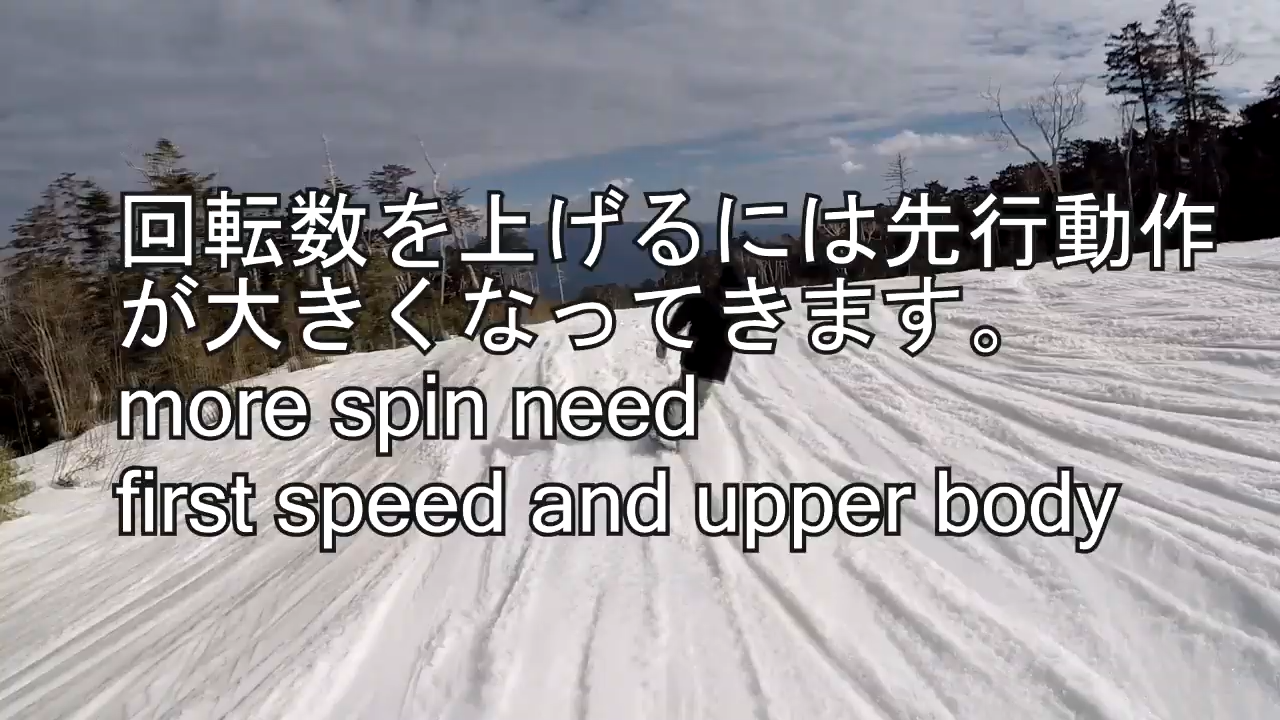 回転数を上げるには先行動作
が大きくなってきます。
more spin need
first speed and upper body